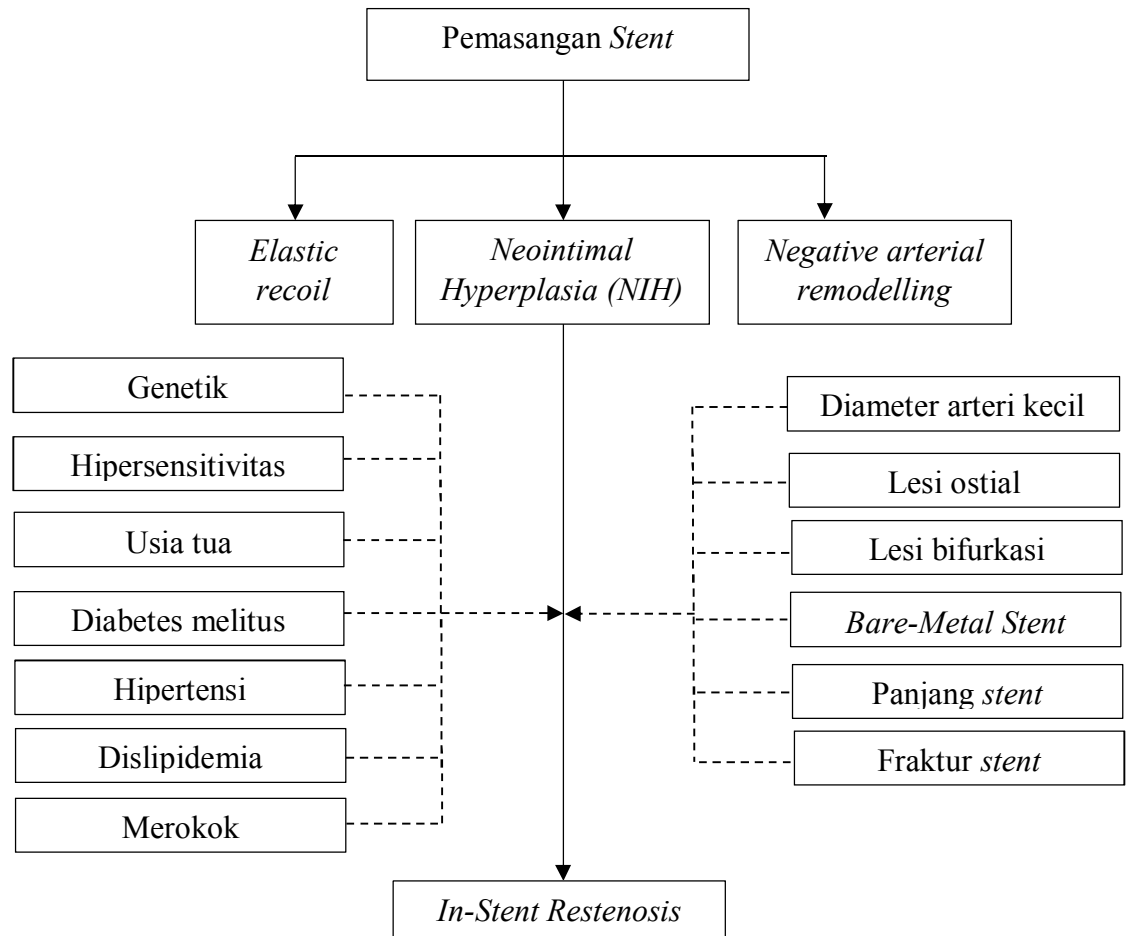 Pemasangan Stent
Elastic
recoil
Neointimal
Hyperplasia (NIH)
Negative arterial
remodelling
Genetik
Hipersensitivitas
Usia tua
Diabetes melitus
Hipertensi
Dislipidemia
Merokok
Diameter arteri kecil
Lesi ostial
Lesi bifurkasi
Bare-Metal Stent
Panjang stent
Fraktur stent
In-Stent Restenosis